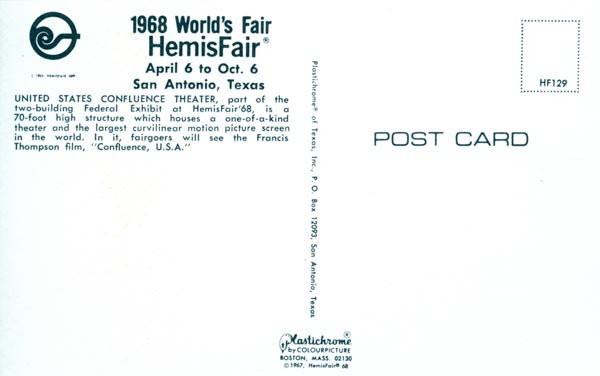 1968 World's Fair
HemisFair®
April 6 to Oct. 6
San Antonio, Texas
UNITED STATES CONFLUENCE THEATER, part of the
two-building Federal Exhibit at HemisFair'68, is a
70-foot high structure which houses a one-of-a-kind
theater and the largest curvilinear motion picture screen
in the world. In it, fairgoers will see the Francis
Thompson film, "Confluence, U.S.A."
Plastichrome® of Texas, Inc., P. O. Box 12093, San Antonio, Texas
HF129
POST CARD
Plastichrome®
by COLOURPICTURE
BOSTON, MASS. 02130
© 1967, HemisFair® 68